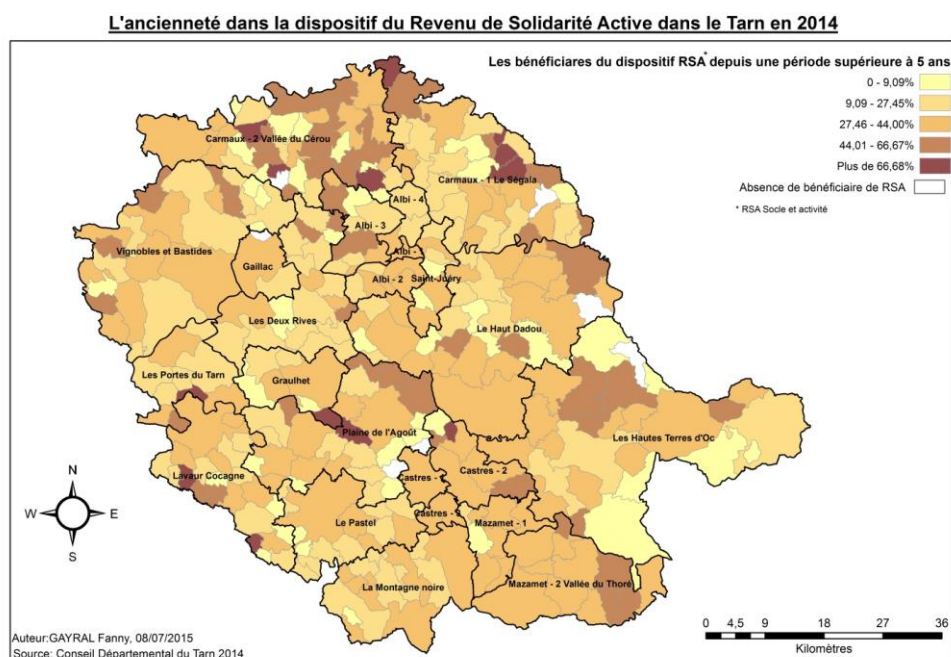 L'ancienneté dans la dispositif du Revenu de Solidarité Active dans le Tarn en 2014
Les bénéficiares du dispositif RSA* depuis une période supérieure à 5 ans
0 - 9,09%
9,09 - 27,45%
27,46 - 44,00%
44,01 - 66,67%
Plus de 66,68%
Absence de bénéficiaire de RSA
* RSA Socle et activité
Carmaux - 2 Vallée du Cérou
Carmaux - 1 Le Ségala
Albi - 4
Albi - 3
Vignobles et Bastides
Albi - 1
Gaillac
Albi - 2
Saint-Juéry
Les Deux Rives
Le Haut Dadou
Les Portes du Tarn
Graulhet
Plaine de l'Agoût
Les Hautes Terres d'Oc
Lavaur Cocagne
Castres - 2
Castres -
Castres - 3
Le Pastel
Mazamet - 1
La Montagne noire
Mazamet - 2 Vallée du Thoré
N
W
E
S
0 4,5 9 18 27 36
Kilomètres
Auteur:GAYRAL Fanny, 08/07/2015
Source: Conseil Départemental du Tarn 2014